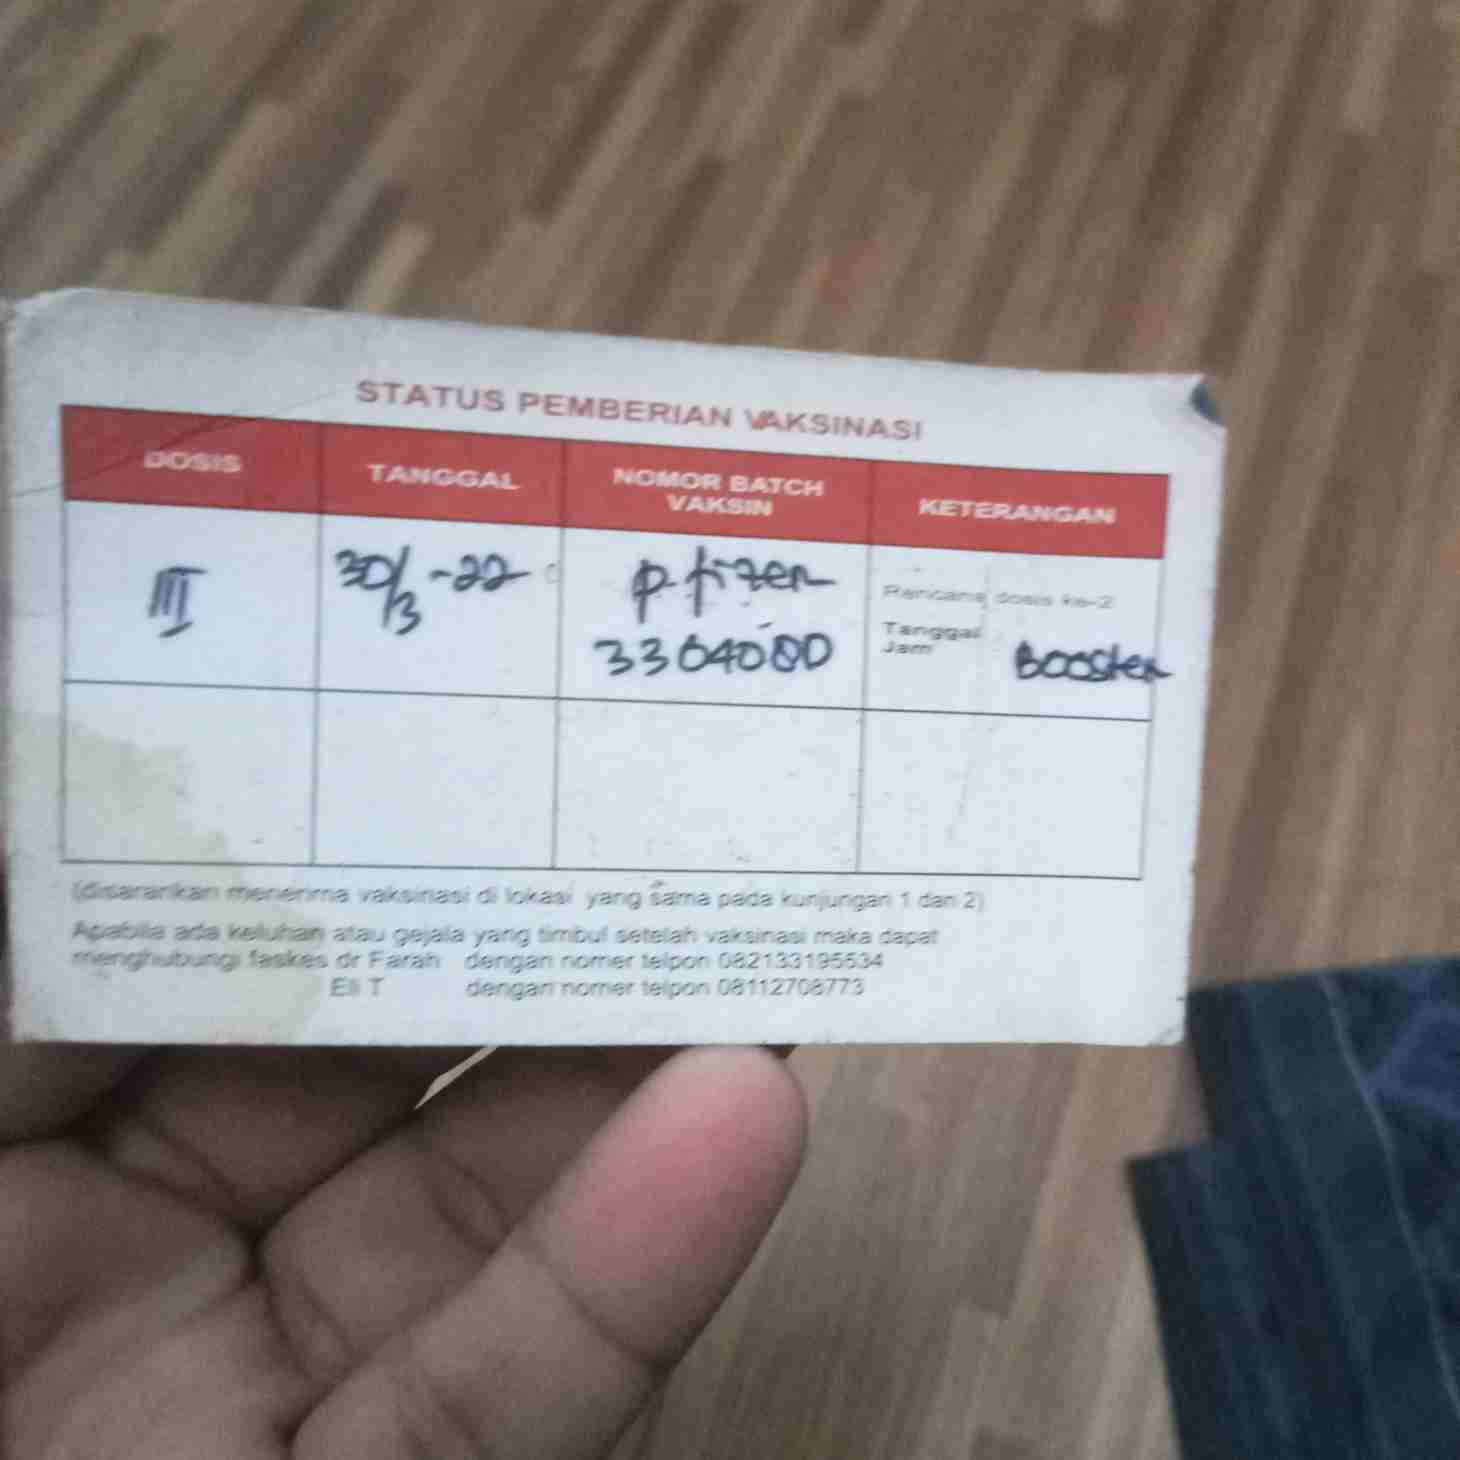 STATUS PEMBERIAN VAKSINASI
DOSIS TANGGAL NOMOR BATCH VAKSIN KETERANGAN
III 30/3-22 Pfizer 3304080 Rencana dosis ke-2
Tanggal
Jam Booster
(disarankan menerima vaksinasi di lokasi yang sama pada kunjungan 1 dan 2)
Apabila ada keluhan atau gejala yang timbul setelah vaksinasi maka dapat
menghubungi faskes dr Farah dengan nomer telpon 082133195534
Eli T dengan nomer telpon 08112708773